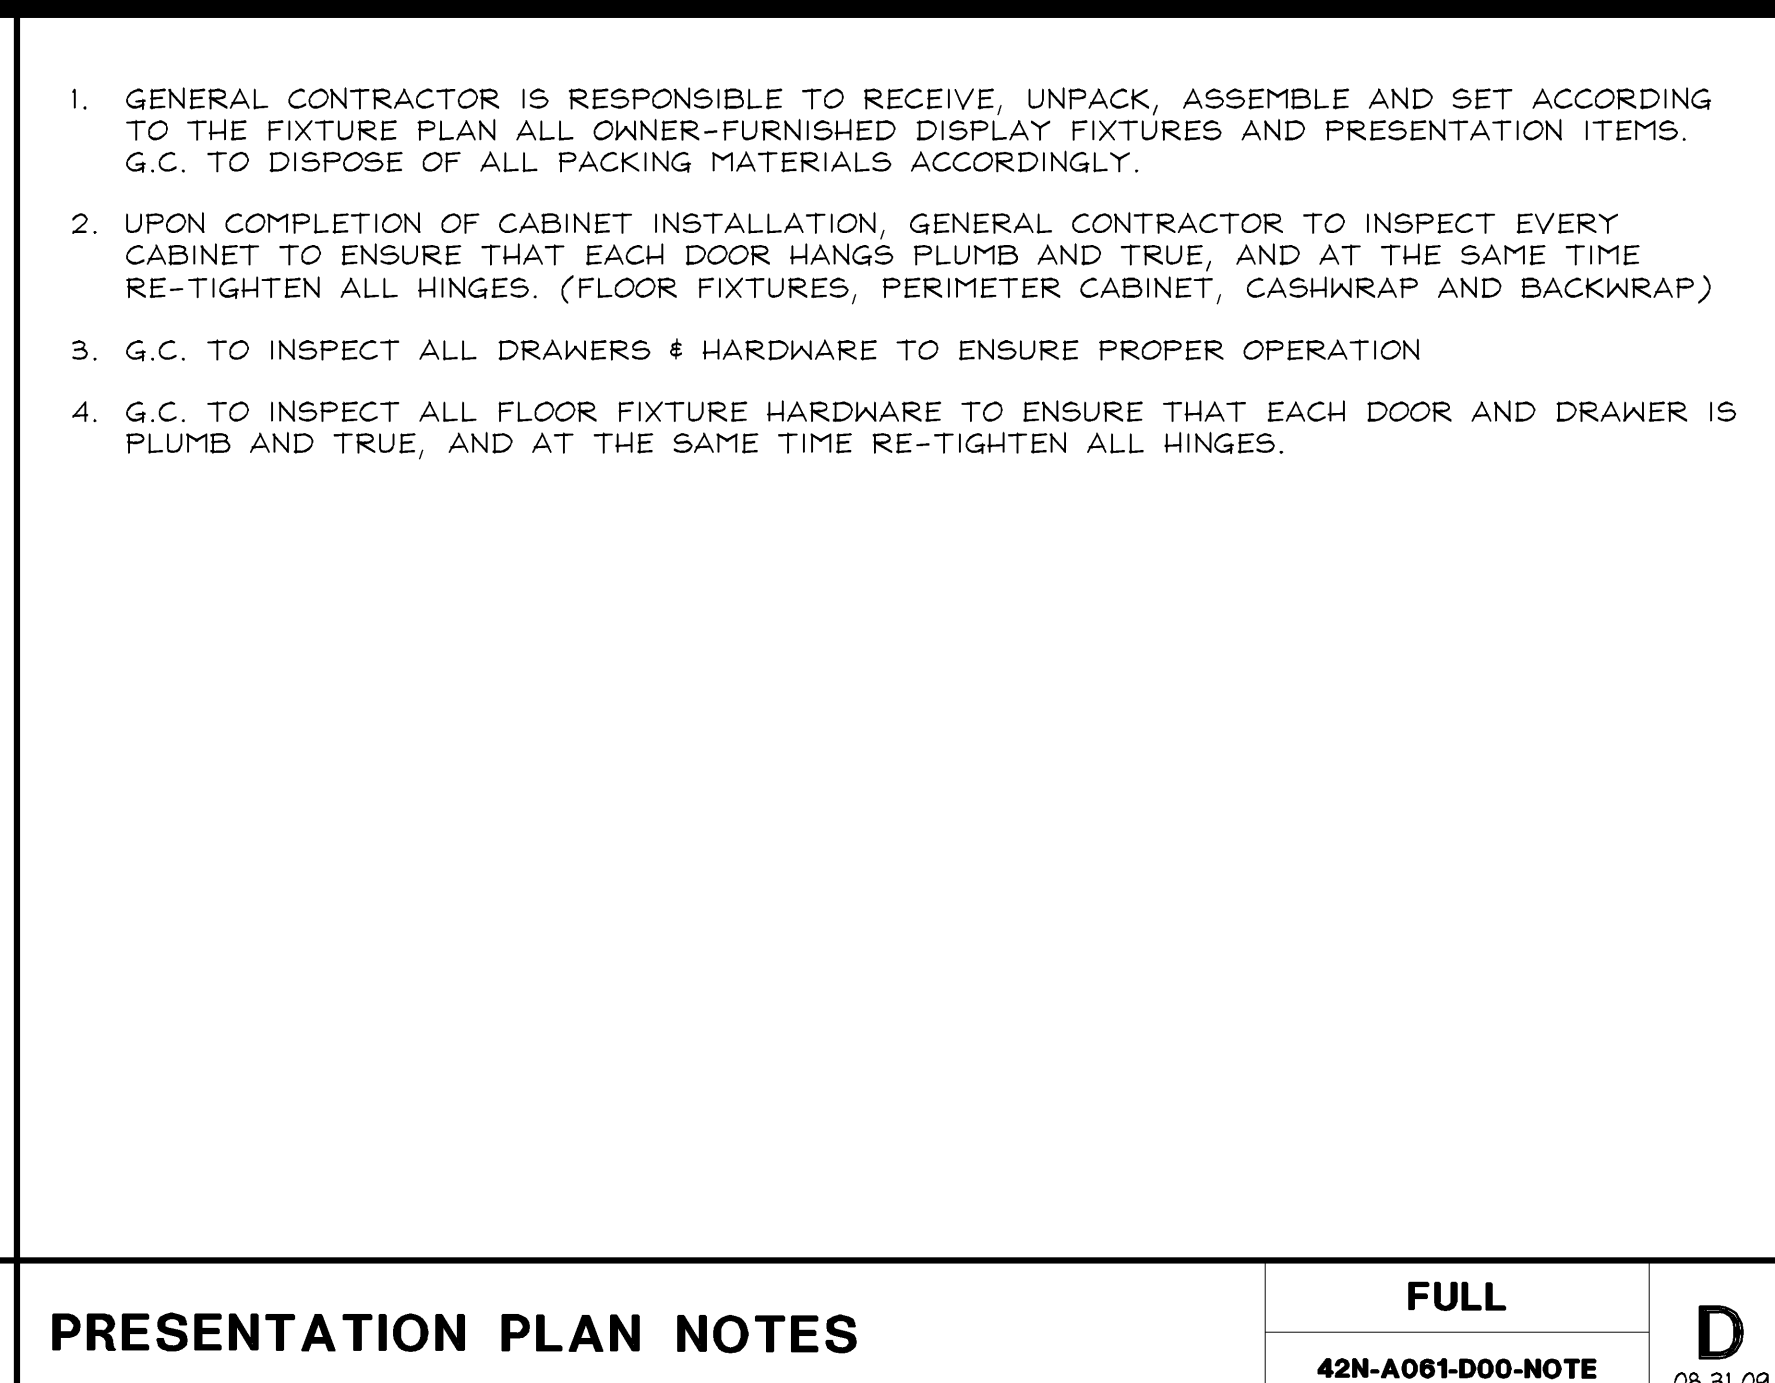 1. GENERAL CONTRACTOR IS RESPONSIBLE TO RECEIVE, UNPACK, ASSEMBLE AND SET ACCORDING
TO THE FIXTURE PLAN ALL OWNER-FURNISHED DISPLAY FIXTURES AND PRESENTATION ITEMS.
G.C. TO DISPOSE OF ALL PACKING MATERIALS ACCORDINGLY.
2. UPON COMPLETION OF CABINET INSTALLATION, GENERAL CONTRACTOR TO INSPECT EVERY
CABINET TO ENSURE THAT EACH DOOR HANGS PLUMB AND TRUE, AND AT THE SAME TIME
RE-TIGHTEN ALL HINGES. (FLOOR FIXTURES, PERIMETER CABINET, CASHWRAP AND BACKWRAP)
3. G.C. TO INSPECT ALL DRAWERS & HARDWARE TO ENSURE PROPER OPERATION
4. G.C. TO INSPECT ALL FLOOR FIXTURE HARDWARE TO ENSURE THAT EACH DOOR AND DRAWER IS
PLUMB AND TRUE, AND AT THE SAME TIME RE-TIGHTEN ALL HINGES.
PRESENTATION PLAN NOTES
FULL
42N-A061-D00-NOTE
D
08.31.09